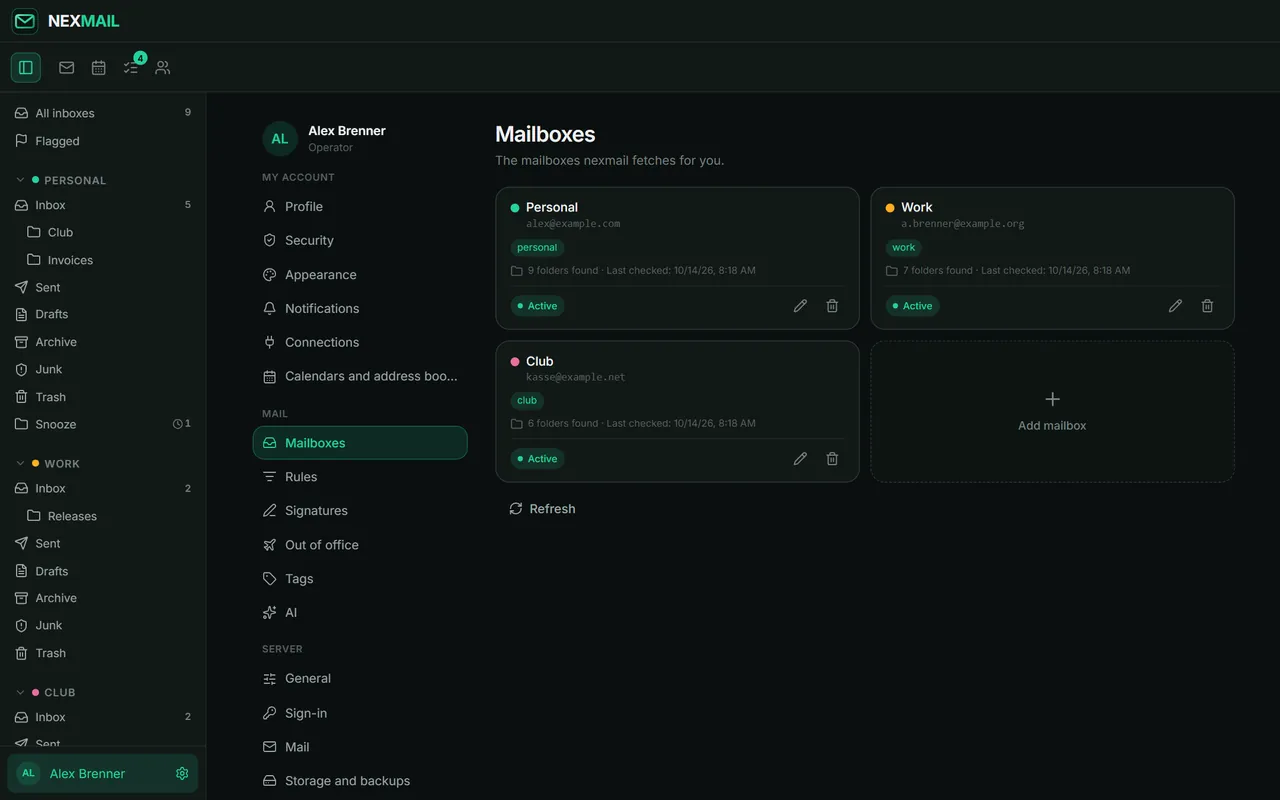 NEXMAIL
4
All inboxes 9
Flagged
PERSONAL
Inbox 5
Club
Invoices
Sent
Drafts
Archive
Junk
Trash
Snooze 1
WORK
Inbox 2
Releases
Sent
Drafts
Archive
Junk
Trash
CLUB
Inbox 2
Sent
AL Alex Brenner
AL
Alex Brenner
Operator
MY ACCOUNT
Profile
Security
Appearance
Notifications
Connections
Calendars and address boo...
MAIL
Mailboxes
Rules
Signatures
Out of office
Tags
AI
SERVER
General
Sign-in
Mail
Storage and backups
Mailboxes
The mailboxes nexmail fetches for you.
Personal
alex@example.com
personal
9 folders found · Last checked: 10/14/26, 8:18 AM
Active
Work
a.brenner@example.org
work
7 folders found · Last checked: 10/14/26, 8:18 AM
Active
Club
kasse@example.net
club
6 folders found · Last checked: 10/14/26, 8:18 AM
Active
Add mailbox
Refresh